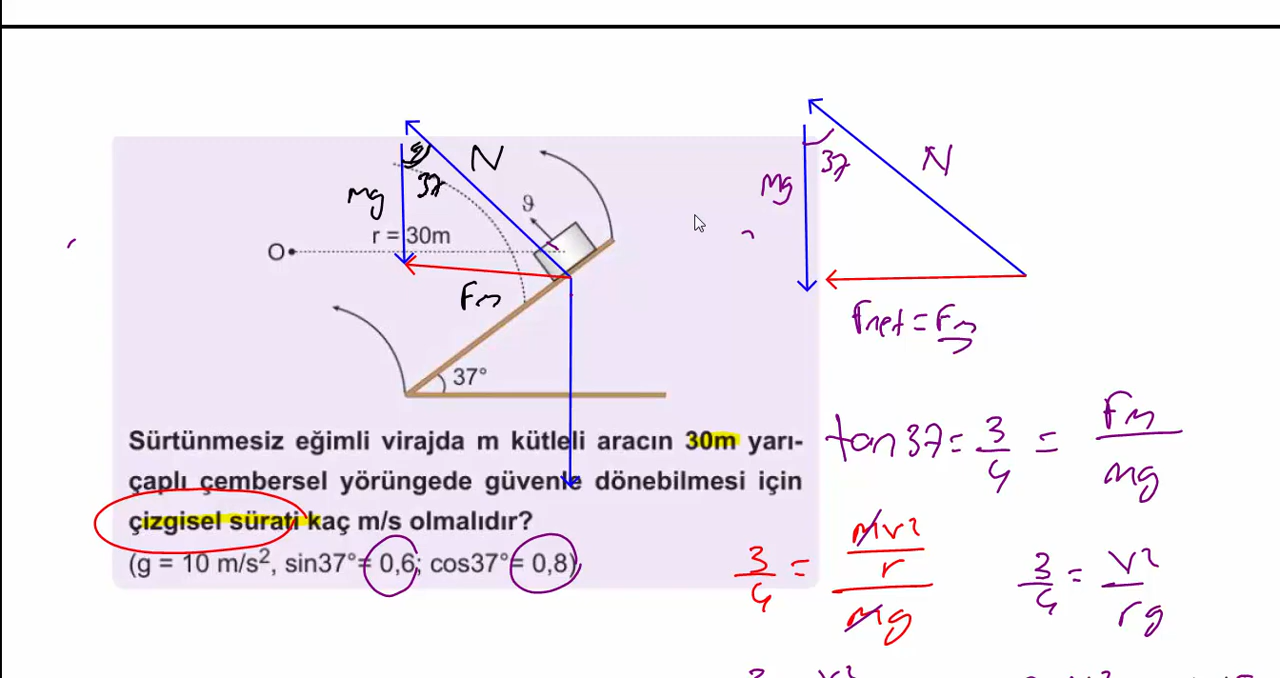 mg
37
N
ϑ
O
r = 30m
Fm
37°
Sürtünmesiz eğimli virajda m kütleli aracın 30m yarı-
çaplı çembersel yörüngede güvenle dönebilmesi için
çizgisel sürati kaç m/s olmalıdır?
(g = 10 m/s², sin37°= 0,6; cos37°= 0,8)
mg
37
N
Fnet = Fm
tan 37 = 3/4 = Fm/mg
3/4 = (mv²/r)/mg
3/4 = v²/rg